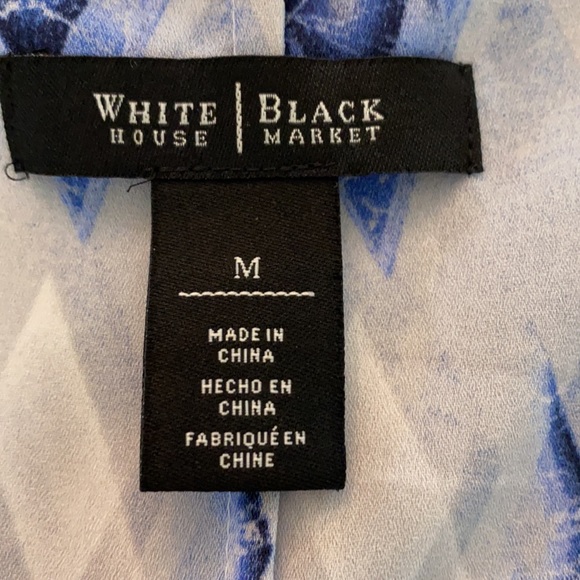 WHITE | BLACK
HOUSE | MARKET
M
MADE IN
CHINA
HECHO EN
CHINA
FABRIQUÉ EN
CHINE